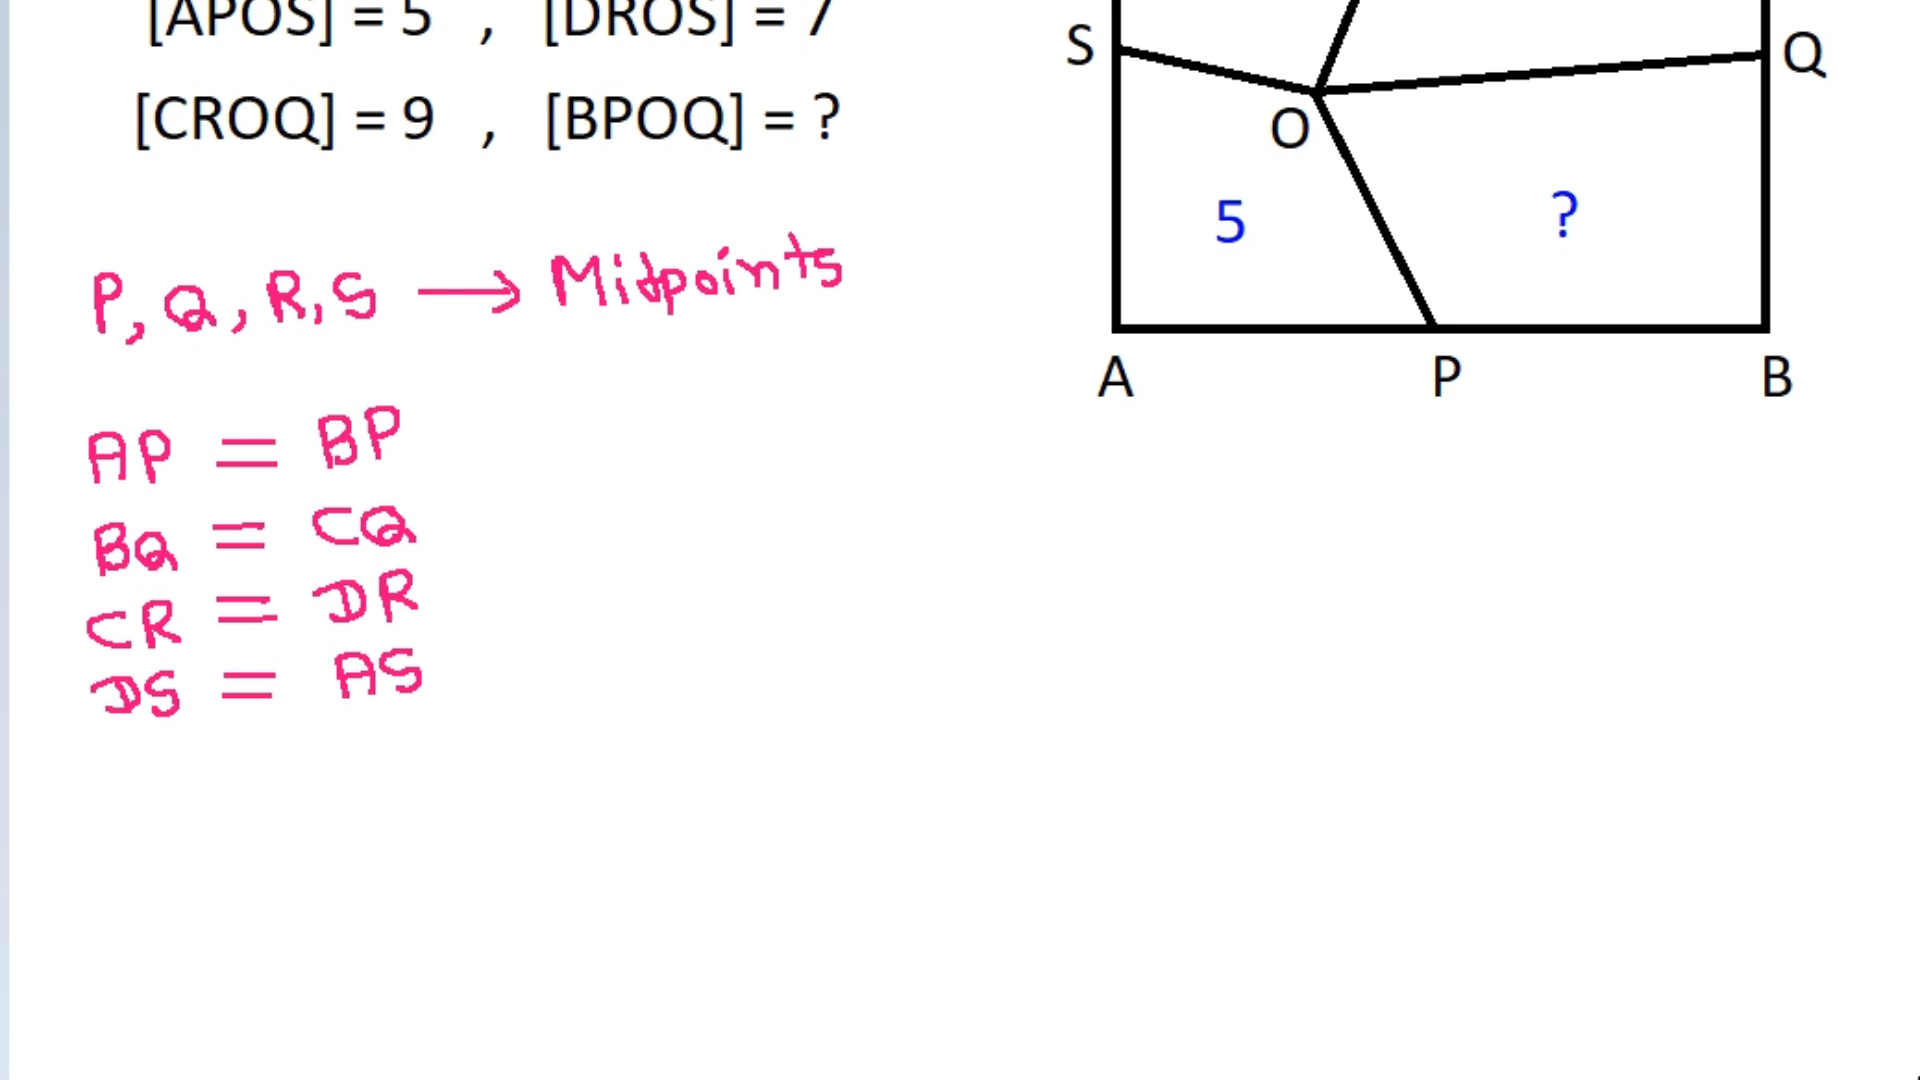 [APOS] = 5 , [DROS] = 7
[CROQ] = 9 , [BPOQ] = ?
P, Q, R, S → Midpoints
AP = BP
BQ = CQ
CR = DR
DS = AS
S
Q
O
5
?
A
P
B